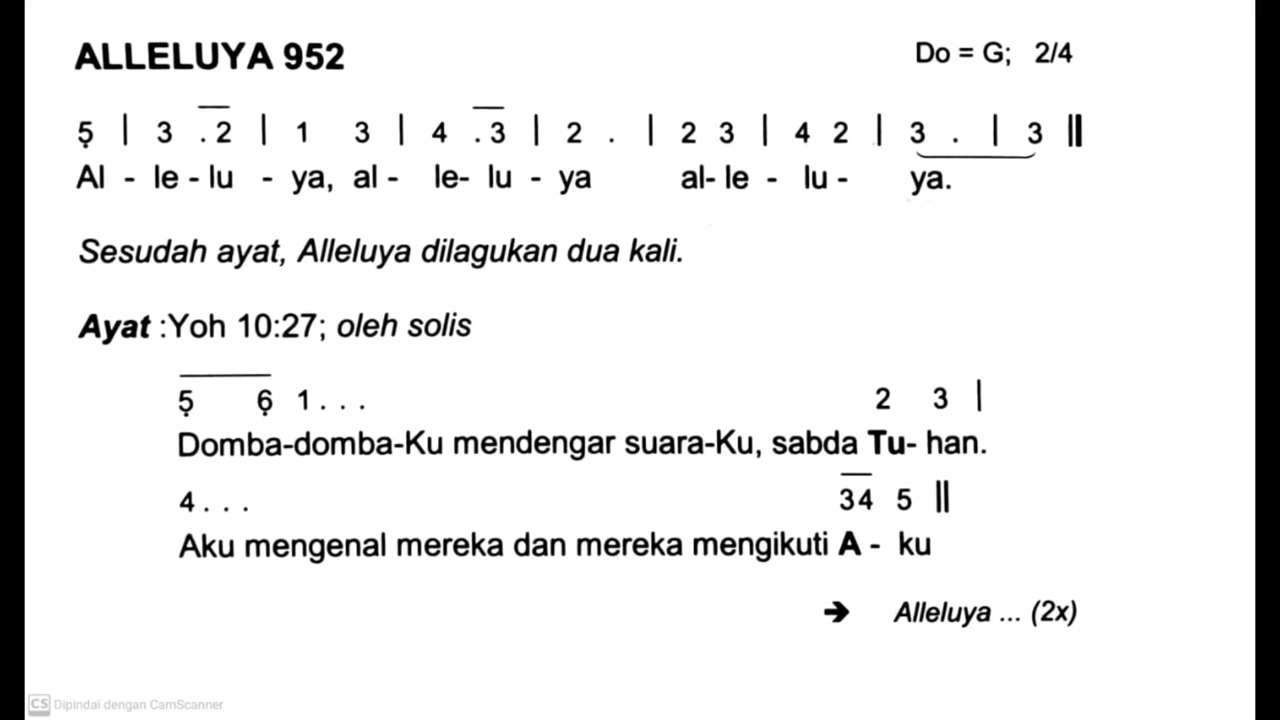 ALLELUYA 952 Do = G; 2/4
5̣ | 3 .2 | 1 3 | 4 .3 | 2 . | 2 3 | 4 2 | 3 . | 3 ||
Al - le - lu - ya, al - le- lu - ya al- le - lu - ya.
Sesudah ayat, Alleluya dilagukan dua kali.
Ayat :Yoh 10:27; oleh solis
5̣ 6̣ 1 . . . 2 3 |
Domba-domba-Ku mendengar suara-Ku, sabda Tu- han.
4 . . . 34 5 ||
Aku mengenal mereka dan mereka mengikuti A - ku
➔ Alleluya ... (2x)
CS Dipindai dengan CamScanner